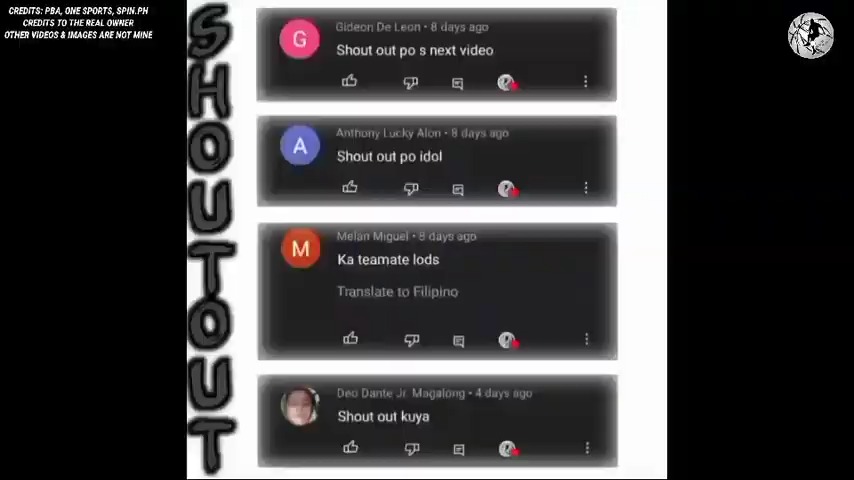 CREDITS: PBA, ONE SPORTS, SPIN.PH
CREDITS TO THE REAL OWNER
OTHER VIDEOS & IMAGES ARE NOT MINE
SHOUTOUT
G
Gideon De Leon • 8 days ago
Shout out po s next video
A
Anthony Lucky Alon • 8 days ago
Shout out po idol
M
Melan Miguel • 8 days ago
Ka teamate lods
Translate to Filipino
Deo Dante Jr. Magalong • 4 days ago
Shout out kuya